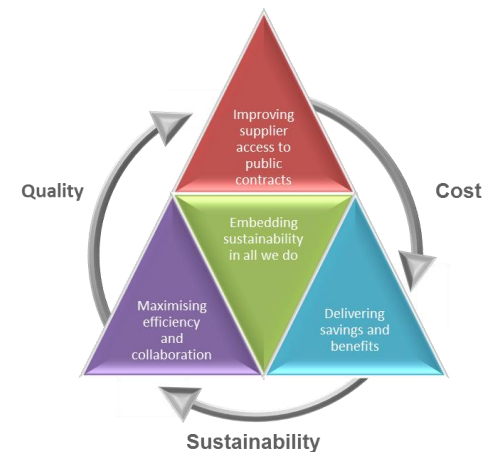 Improving
supplier
access to
public
contracts
Quality
Cost
Embedding
sustainability
in all we do
Maximising
efficiency
and
collaboration
Delivering
savings and
benefits
Sustainability